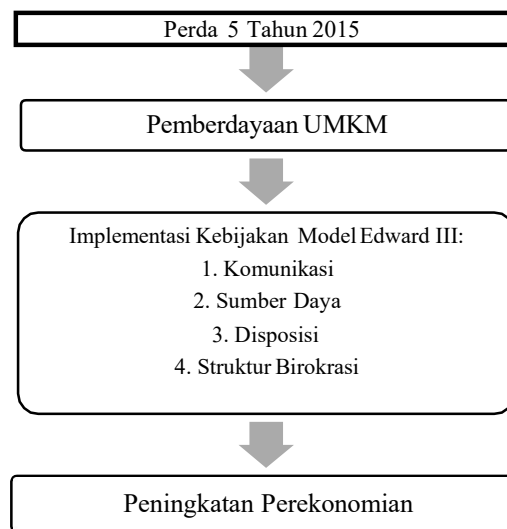 Perda 5 Tahun 2015
Pemberdayaan UMKM
Implementasi Kebijakan Model Edward III:
1. Komunikasi
2. Sumber Daya
3. Disposisi
4. Struktur Birokrasi
Peningkatan Perekonomian